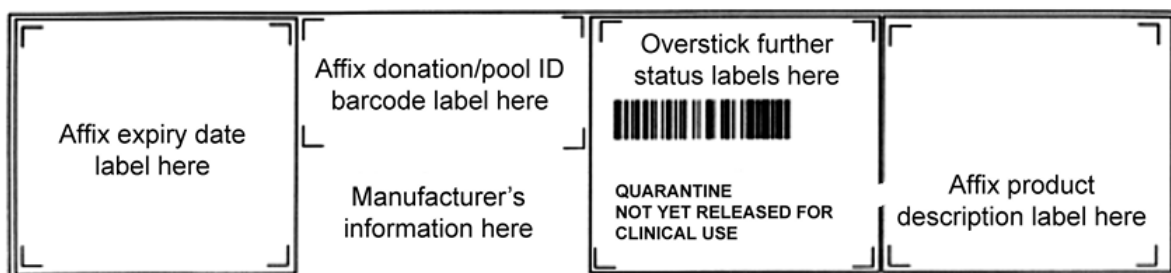 Affix expiry date
label here
Affix donation/pool ID
barcode label here
Manufacturer’s
information here
Overstick further
status labels here
QUARANTINE
NOT YET RELEASED FOR
CLINICAL USE
Affix product
description label here